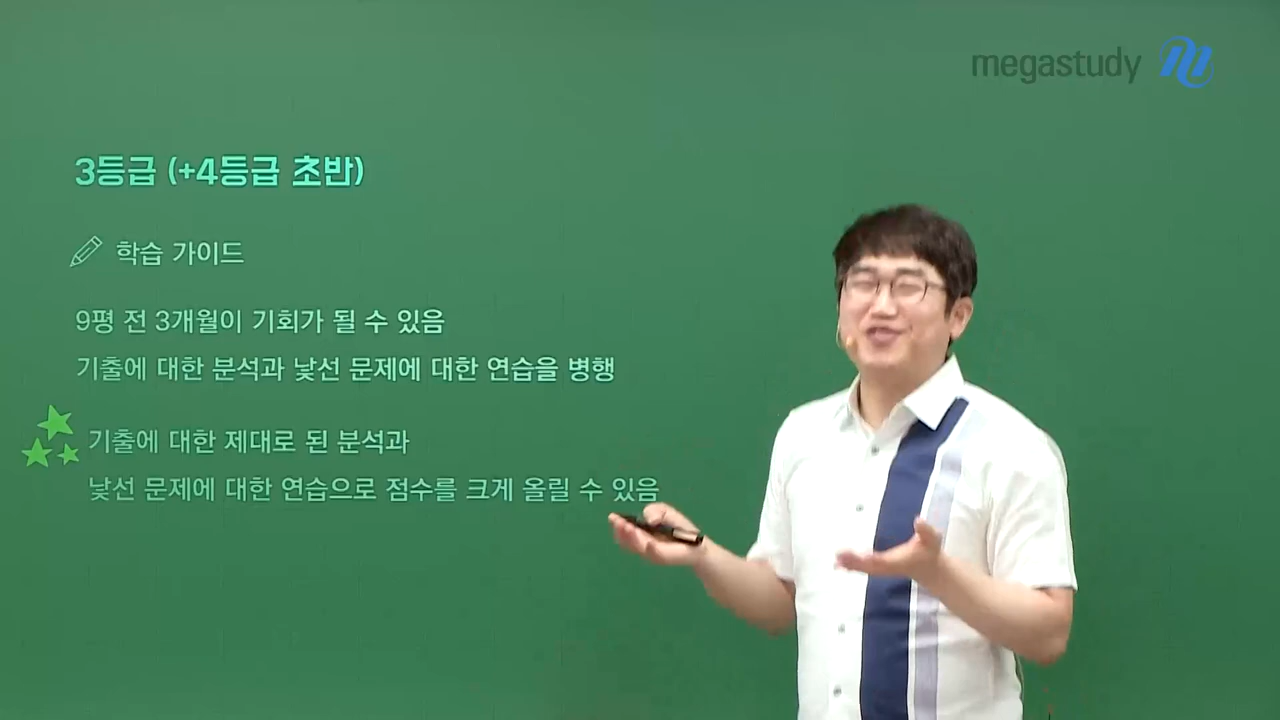 megastudy
3등급 (+4등급 초반)
학습 가이드
9평 전 3개월이 기회가 될 수 있음
기출에 대한 분석과 낯선 문제에 대한 연습을 병행
기출에 대한 제대로 된 분석과
낯선 문제에 대한 연습으로 점수를 크게 올릴 수 있음